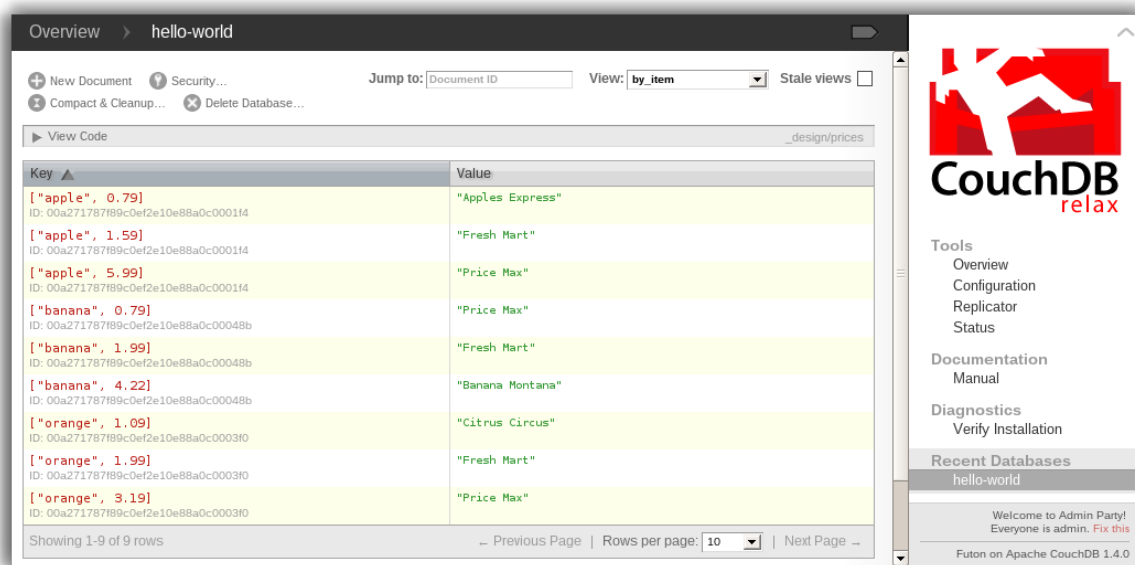 Overview hello-world
New Document Security…
Jump to: Document ID View: by_item Stale views
Compact & Cleanup… Delete Database…
View Code _design/prices
Key Value
["apple", 0.79] "Apples Express"
ID: 00a271787f89c0ef2e10e88a0c0001f4
["apple", 1.59] "Fresh Mart"
ID: 00a271787f89c0ef2e10e88a0c0001f4
["apple", 5.99] "Price Max"
ID: 00a271787f89c0ef2e10e88a0c0001f4
["banana", 0.79] "Price Max"
ID: 00a271787f89c0ef2e10e88a0c00048b
["banana", 1.99] "Fresh Mart"
ID: 00a271787f89c0ef2e10e88a0c00048b
["banana", 4.22] "Banana Montana"
ID: 00a271787f89c0ef2e10e88a0c00048b
["orange", 1.09] "Citrus Circus"
ID: 00a271787f89c0ef2e10e88a0c0003f0
["orange", 1.99] "Fresh Mart"
ID: 00a271787f89c0ef2e10e88a0c0003f0
["orange", 3.19] "Price Max"
ID: 00a271787f89c0ef2e10e88a0c0003f0
Showing 1-9 of 9 rows ← Previous Page | Rows per page: 10 | Next Page →
CouchDB
relax
Tools
Overview
Configuration
Replicator
Status
Documentation
Manual
Diagnostics
Verify Installation
Recent Databases
hello-world
Welcome to Admin Party!
Everyone is admin. Fix this
Futon on Apache CouchDB 1.4.0